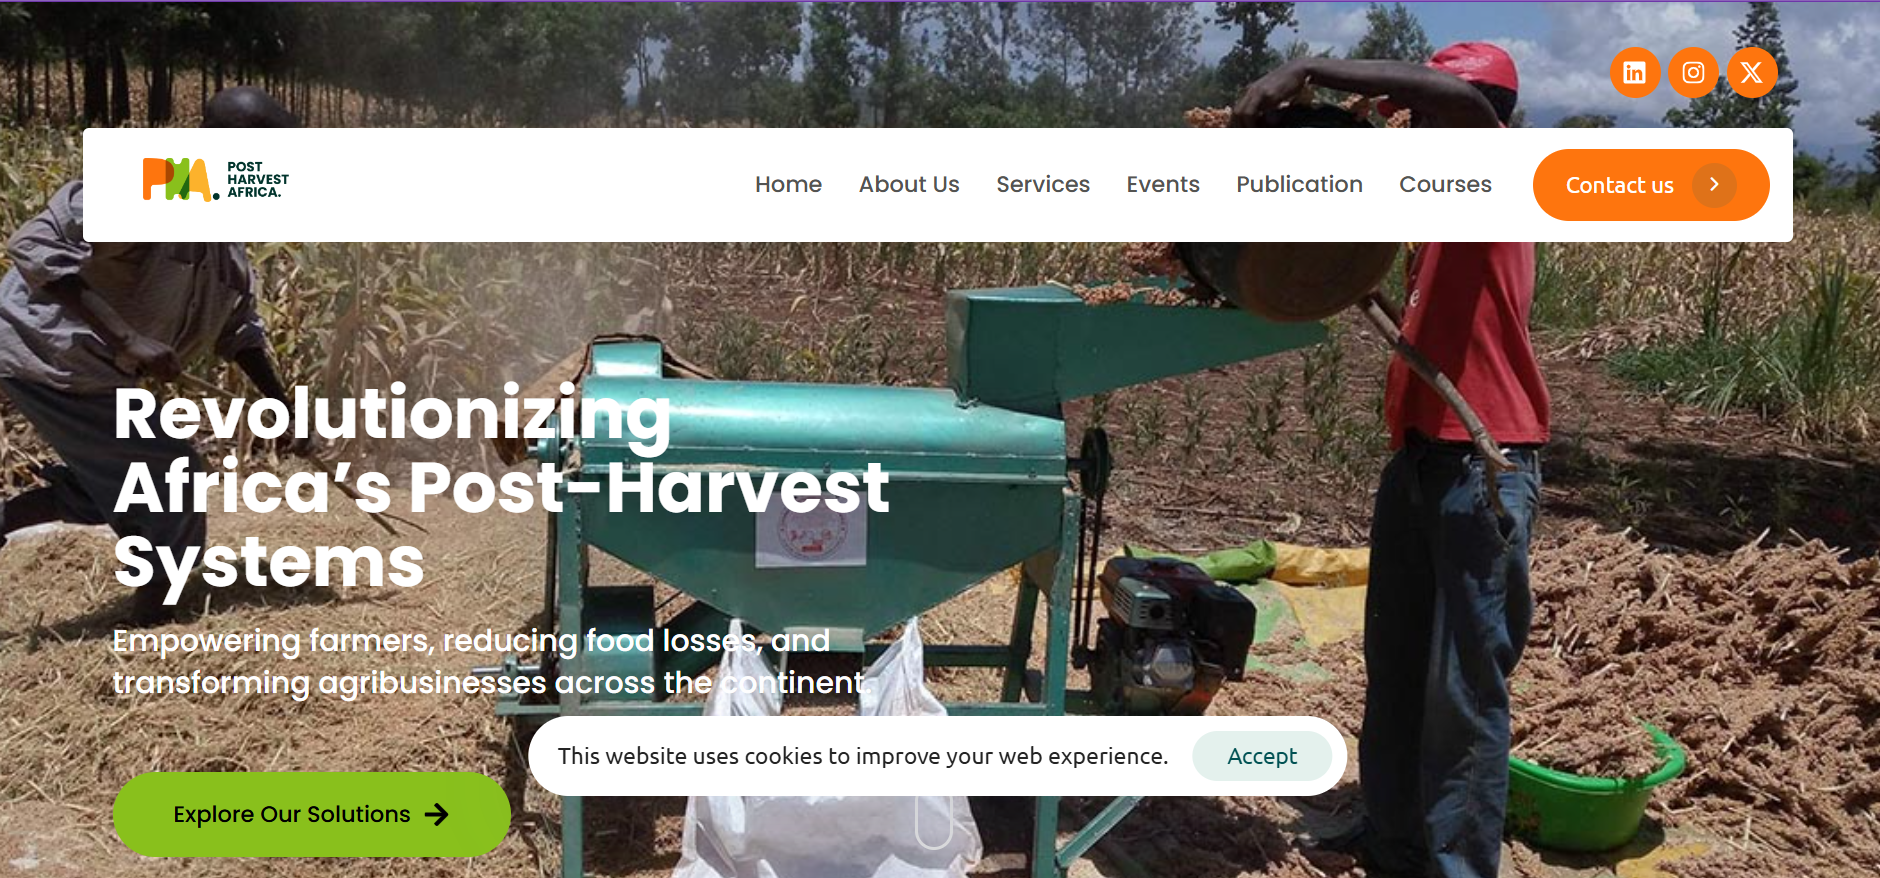 POST
HARVEST
AFRICA.
Home
About Us
Services
Events
Publication
Courses
Contact us
Revolutionizing
Africa’s Post-Harvest
Systems
Empowering farmers, reducing food losses, and
transforming agribusinesses across the continent.
This website uses cookies to improve your web experience.
Accept
Explore Our Solutions